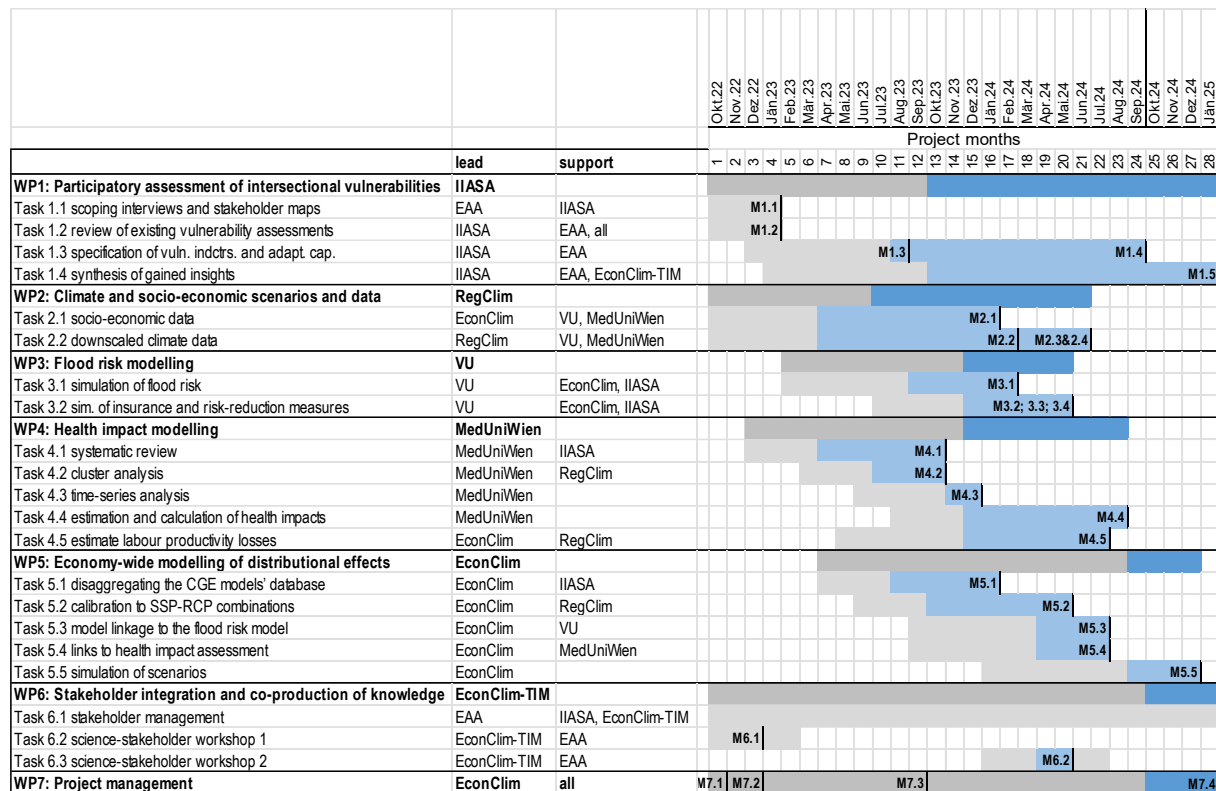 Okt.22 Nov.22 Dez.22 Jän.23 Feb.23 Mär.23 Apr.23 Mai.23 Jun.23 Jul.23 Aug.23 Sep.23 Okt.23 Nov.23 Dez.23 Jän.24 Feb.24 Mär.24 Apr.24 Mai.24 Jun.24 Jul.24 Aug.24 Sep.24 Okt.24 Nov.24 Dez.24 Jän.25
Project months
lead support 1 2 3 4 5 6 7 8 9 10 11 12 13 14 15 16 17 18 19 20 21 22 23 24 25 26 27 28
WP1: Participatory assessment of intersectional vulnerabilities IIASA
Task 1.1 scoping interviews and stakeholder maps EAA IIASA M1.1
Task 1.2 review of existing vulnerability assessments IIASA EAA, all M1.2
Task 1.3 specification of vuln. indctrs. and adapt. cap. IIASA EAA M1.3 M1.4
Task 1.4 synthesis of gained insights IIASA EAA, EconClim-TIM M1.5
WP2: Climate and socio-economic scenarios and data RegClim
Task 2.1 socio-economic data EconClim VU, MedUniWien M2.1
Task 2.2 downscaled climate data RegClim VU, MedUniWien M2.2 M2.3&2.4
WP3: Flood risk modelling VU
Task 3.1 simulation of flood risk VU EconClim, IIASA M3.1
Task 3.2 sim. of insurance and risk-reduction measures VU EconClim, IIASA M3.2; 3.3; 3.4
WP4: Health impact modelling MedUniWien
Task 4.1 systematic review MedUniWien IIASA M4.1
Task 4.2 cluster analysis MedUniWien RegClim M4.2
Task 4.3 time-series analysis MedUniWien M4.3
Task 4.4 estimation and calculation of health impacts MedUniWien M4.4
Task 4.5 estimate labour productivity losses EconClim RegClim M4.5
WP5: Economy-wide modelling of distributional effects EconClim
Task 5.1 disaggregating the CGE models' database EconClim IIASA M5.1
Task 5.2 calibration to SSP-RCP combinations EconClim RegClim M5.2
Task 5.3 model linkage to the flood risk model EconClim VU M5.3
Task 5.4 links to health impact assessment EconClim MedUniWien M5.4
Task 5.5 simulation of scenarios EconClim M5.5
WP6: Stakeholder integration and co-production of knowledge EconClim-TIM
Task 6.1 stakeholder management EAA IIASA, EconClim-TIM
Task 6.2 science-stakeholder workshop 1 EconClim-TIM EAA M6.1
Task 6.3 science-stakeholder workshop 2 EconClim-TIM EAA M6.2
WP7: Project management EconClim all M7.1 M7.2 M7.3 M7.4